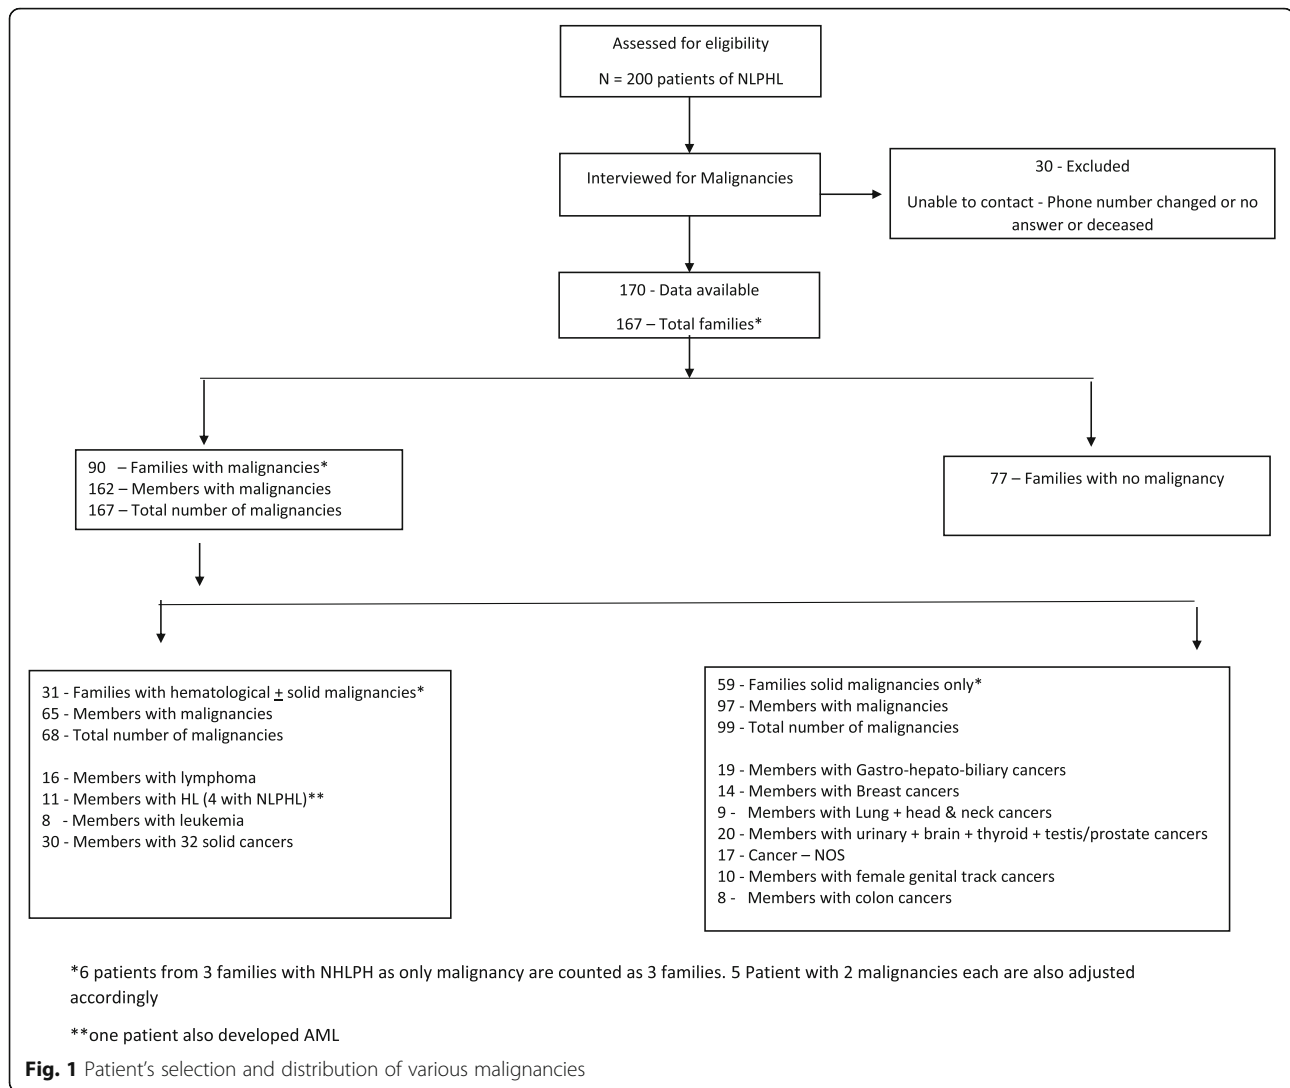 Assessed for eligibility
N = 200 patients of NLPHL
Interviewed for Malignancies
30 - Excluded
Unable to contact - Phone number changed or no
answer or deceased
170 - Data available
167 – Total families*
90 – Families with malignancies*
162 – Members with malignancies
167 – Total number of malignancies
77 – Families with no malignancy
31 - Families with hematological ± solid malignancies*
65 - Members with malignancies
68 - Total number of malignancies
16 - Members with lymphoma
11 - Members with HL (4 with NLPHL)**
8 - Members with leukemia
30 - Members with 32 solid cancers
59 - Families solid malignancies only*
97 - Members with malignancies
99 - Total number of malignancies
19 - Members with Gastro-hepato-biliary cancers
14 - Members with Breast cancers
9 - Members with Lung + head & neck cancers
20 - Members with urinary + brain + thyroid + testis/prostate cancers
17 - Cancer – NOS
10 - Members with female genital track cancers
8 - Members with colon cancers
*6 patients from 3 families with NHLPH as only malignancy are counted as 3 families. 5 Patient with 2 malignancies each are also adjusted
accordingly
**one patient also developed AML
Fig. 1 Patient's selection and distribution of various malignancies